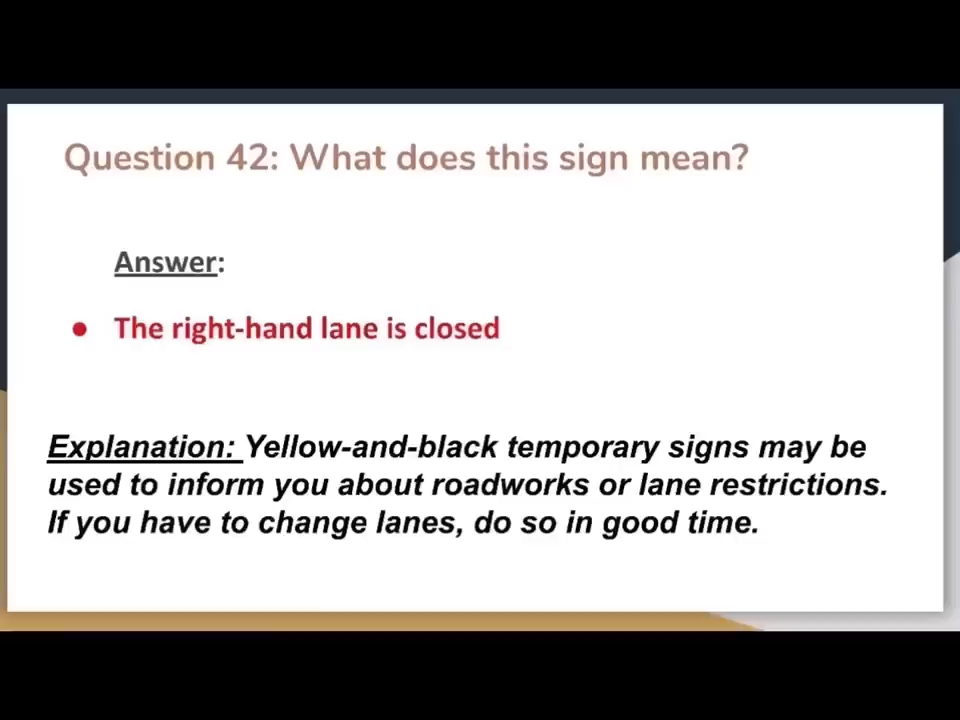 Question 42: What does this sign mean?
Answer:
● The right-hand lane is closed
Explanation: Yellow-and-black temporary signs may be
used to inform you about roadworks or lane restrictions.
If you have to change lanes, do so in good time.